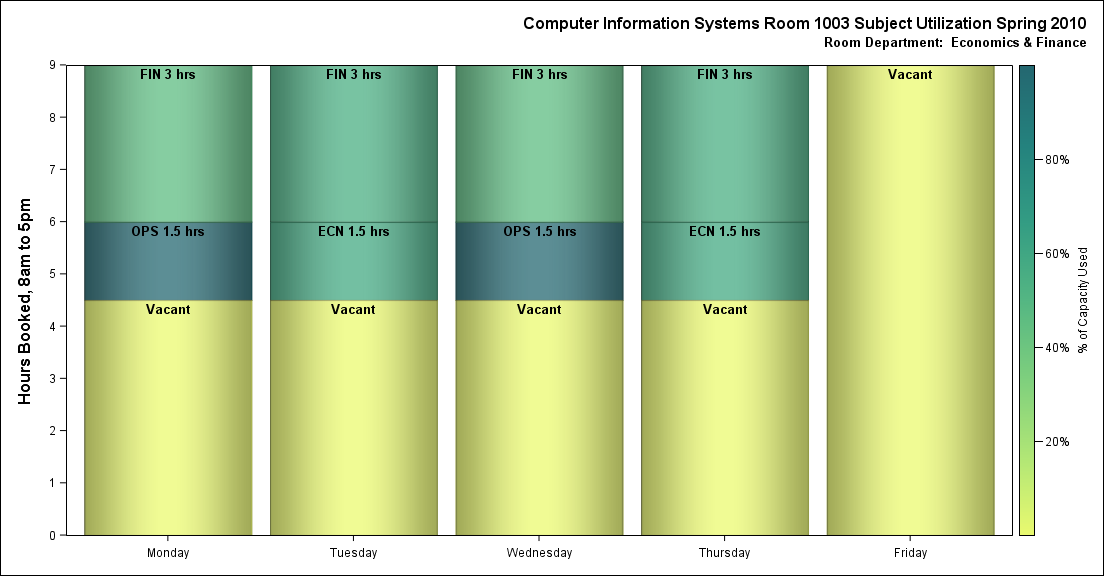 Computer Information Systems Room 1003 Subject Utilization Spring 2010
Room Department:  Economics & Finance
Hours Booked, 8am to 5pm
9
8
7
6
5
4
3
2
1
0
FIN 3 hrs
OPS 1.5 hrs
Vacant
FIN 3 hrs
ECN 1.5 hrs
Vacant
FIN 3 hrs
OPS 1.5 hrs
Vacant
FIN 3 hrs
ECN 1.5 hrs
Vacant
Vacant
Monday
Tuesday
Wednesday
Thursday
Friday
80%
60%
40%
20%
% of Capacity Used